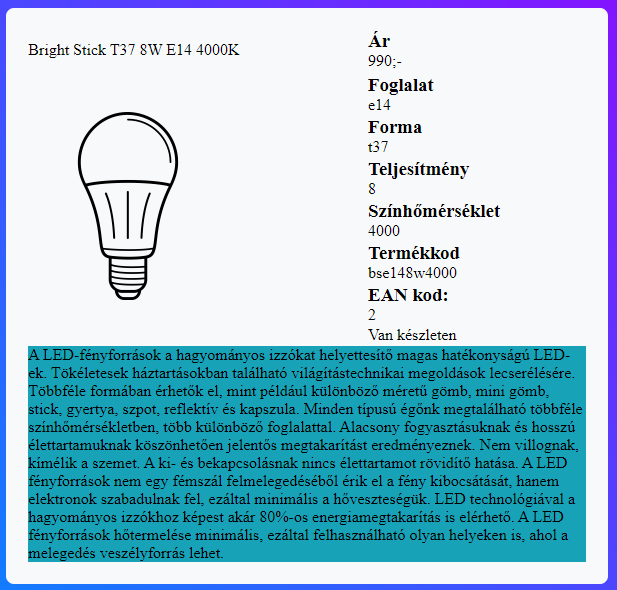 Bright Stick T37 8W E14 4000K
Ár
990;-
Foglalat
e14
Forma
t37
Teljesítmény
8
Színhőmérséklet
4000
Termékkod
bse148w4000
EAN kod:
2
Van készleten
A LED-fényforrások a hagyományos izzókat helyettesítő magas hatékonyságú LED-
ek. Tökéletesek háztartásokban található világítástechnikai megoldások lecserélésére.
Többféle formában érhetők el, mint például különböző méretű gömb, mini gömb,
stick, gyertya, szpot, reflektív és kapszula. Minden típusú égőnk megtalálható többféle
színhőmérsékletben, több különböző foglalattal. Alacsony fogyasztásuknak és hosszú
élettartamuknak köszönhetően jelentős megtakarítást eredményeznek. Nem villognak,
kímélik a szemet. A ki- és bekapcsolásnak nincs élettartamot rövidítő hatása. A LED
fényforrások nem egy fémszál felmelegedéséből érik el a fény kibocsátását, hanem
elektronok szabadulnak fel, ezáltal minimális a hőveszteségük. LED technológiával a
hagyományos izzókhoz képest akár 80%-os energiamegtakarítás is elérhető. A LED
fényforrások hőtermelése minimális, ezáltal felhasználható olyan helyeken is, ahol a
melegedés veszélyforrás lehet.